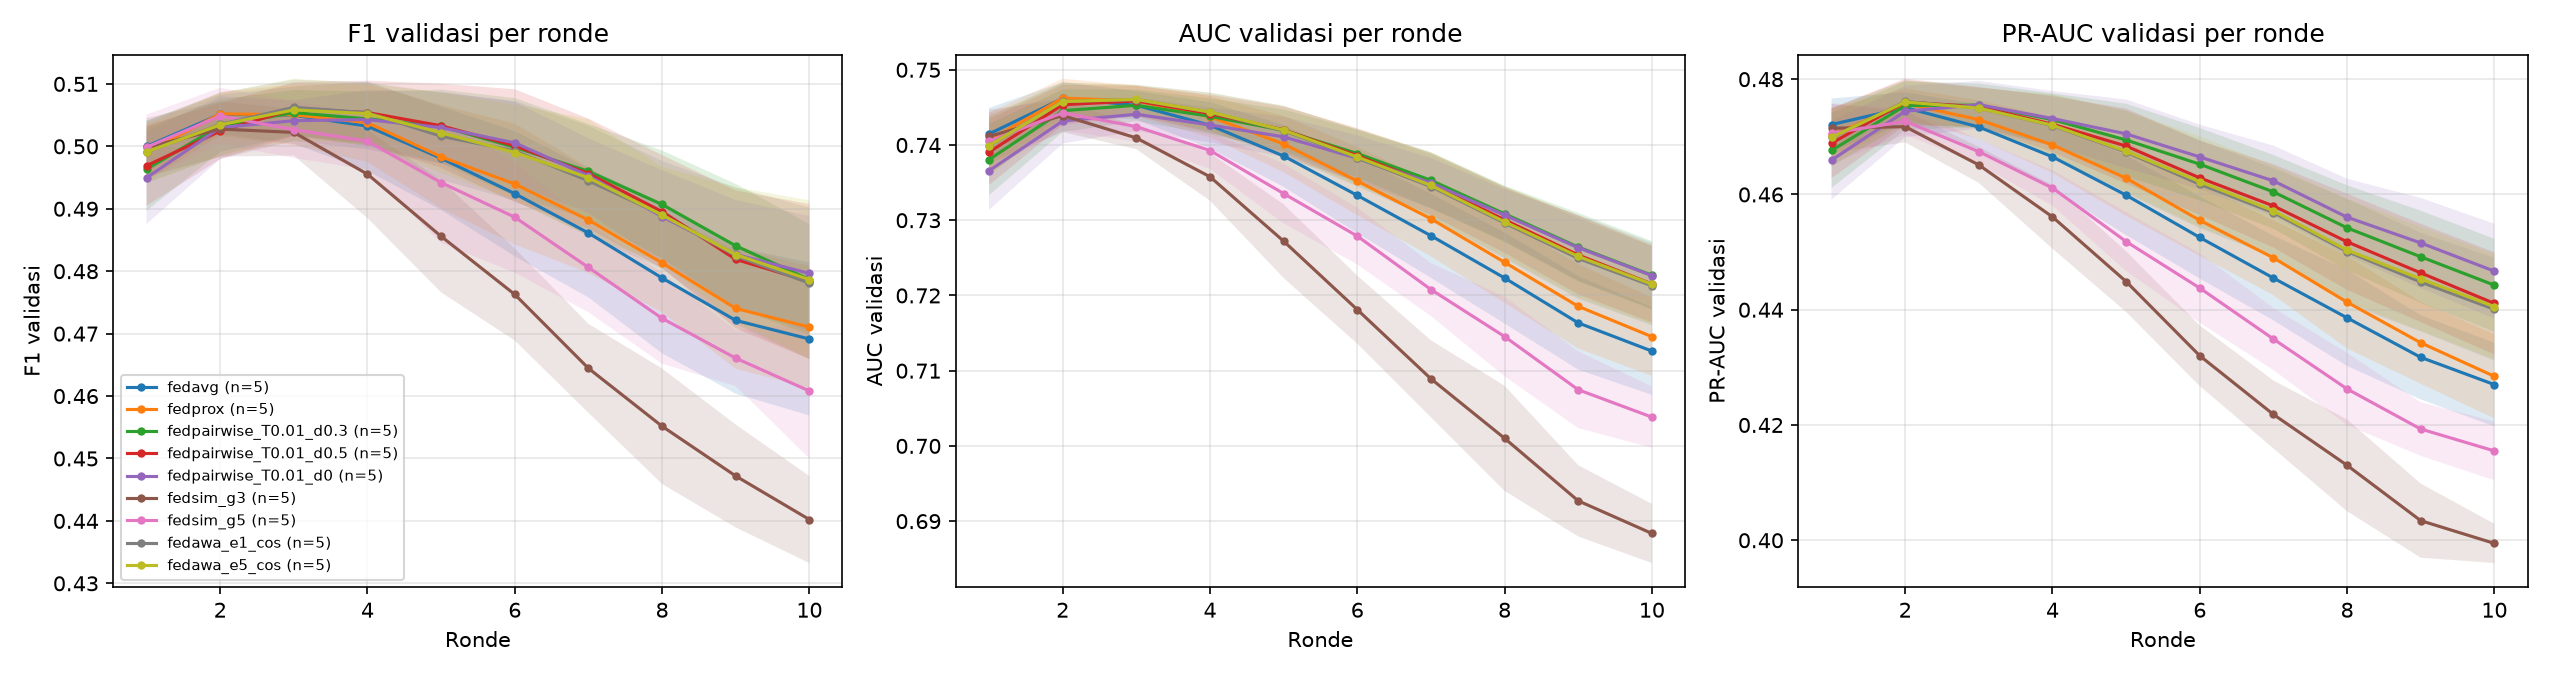 F1 validasi per ronde
F1 validasi
0.51
0.50
0.49
0.48
0.47
0.46
0.45
0.44
0.43
fedavg (n=5)
fedprox (n=5)
fedpairwise_T0.01_d0.3 (n=5)
fedpairwise_T0.01_d0.5 (n=5)
fedpairwise_T0.01_d0 (n=5)
fedsim_g3 (n=5)
fedsim_g5 (n=5)
fedawa_e1_cos (n=5)
fedawa_e5_cos (n=5)
2 4 6 8 10
Ronde
AUC validasi per ronde
AUC validasi
0.75
0.74
0.73
0.72
0.71
0.70
0.69
2 4 6 8 10
Ronde
PR-AUC validasi per ronde
PR-AUC validasi
0.48
0.46
0.44
0.42
0.40
2 4 6 8 10
Ronde